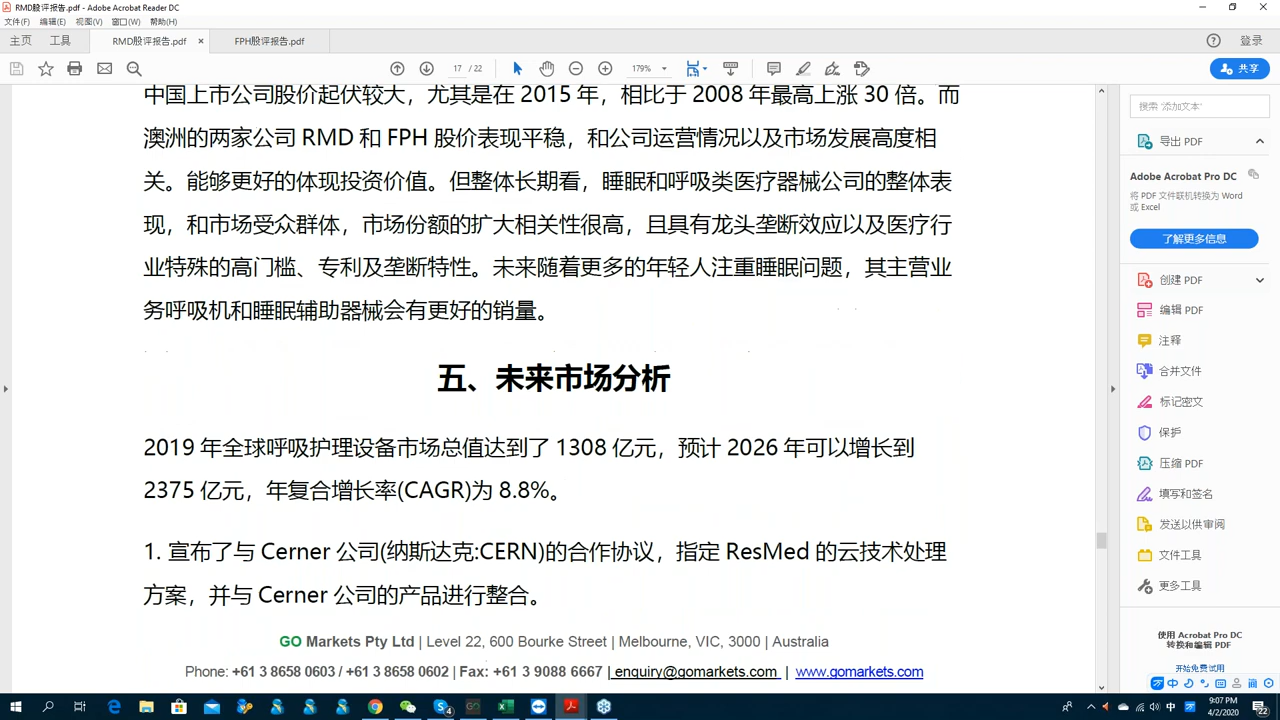 RMD股评报告.pdf - Adobe Acrobat Reader DC
文件(F) 编辑(E) 视图(V) 窗口(W) 帮助(H)
主页 工具 RMD股评报告.pdf × FPH股评报告.pdf 登录
17 / 22 179% 共享
中国上市公司股价起伏较大，尤其是在 2015 年，相比于 2008 年最高上涨 30 倍。而
澳洲的两家公司 RMD 和 FPH 股价表现平稳，和公司运营情况以及市场发展高度相
关。能够更好的体现投资价值。但整体长期看，睡眠和呼吸类医疗器械公司的整体表
现，和市场受众群体，市场份额的扩大相关性很高，且具有龙头垄断效应以及医疗行
业特殊的高门槛、专利及垄断特性。未来随着更多的年轻人注重睡眠问题，其主营业
务呼吸机和睡眠辅助器械会有更好的销量。
五、未来市场分析
2019 年全球呼吸护理设备市场总值达到了 1308 亿元，预计 2026 年可以增长到
2375 亿元，年复合增长率(CAGR)为 8.8%。
1. 宣布了与 Cerner 公司(纳斯达克:CERN)的合作协议，指定 ResMed 的云技术处理
方案，并与 Cerner 公司的产品进行整合。
GO Markets Pty Ltd | Level 22, 600 Bourke Street | Melbourne, VIC, 3000 | Australia
Phone: +61 3 8658 0603 / +61 3 8658 0602 | Fax: +61 3 9088 6667 | enquiry@gomarkets.com | www.gomarkets.com
搜索 "添加文本"
导出 PDF
Adobe Acrobat Pro DC
将 PDF 文件联机转换为 Word
或 Excel
了解更多信息
创建 PDF
编辑 PDF
注释
合并文件
标记密文
保护
压缩 PDF
填写和签名
发送以供审阅
文件工具
更多工具
使用 Acrobat Pro DC
转换和编辑 PDF
开始免费试用
中 简
中 9:07 PM
4/2/2020 22